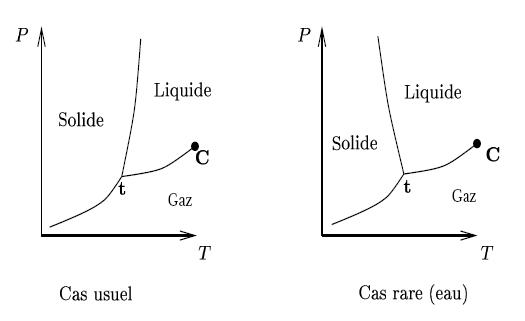 P
Solide
Liquide
C
t
Gaz
T
Cas usuel
P
Solide
Liquide
C
t
Gaz
T
Cas rare (eau)